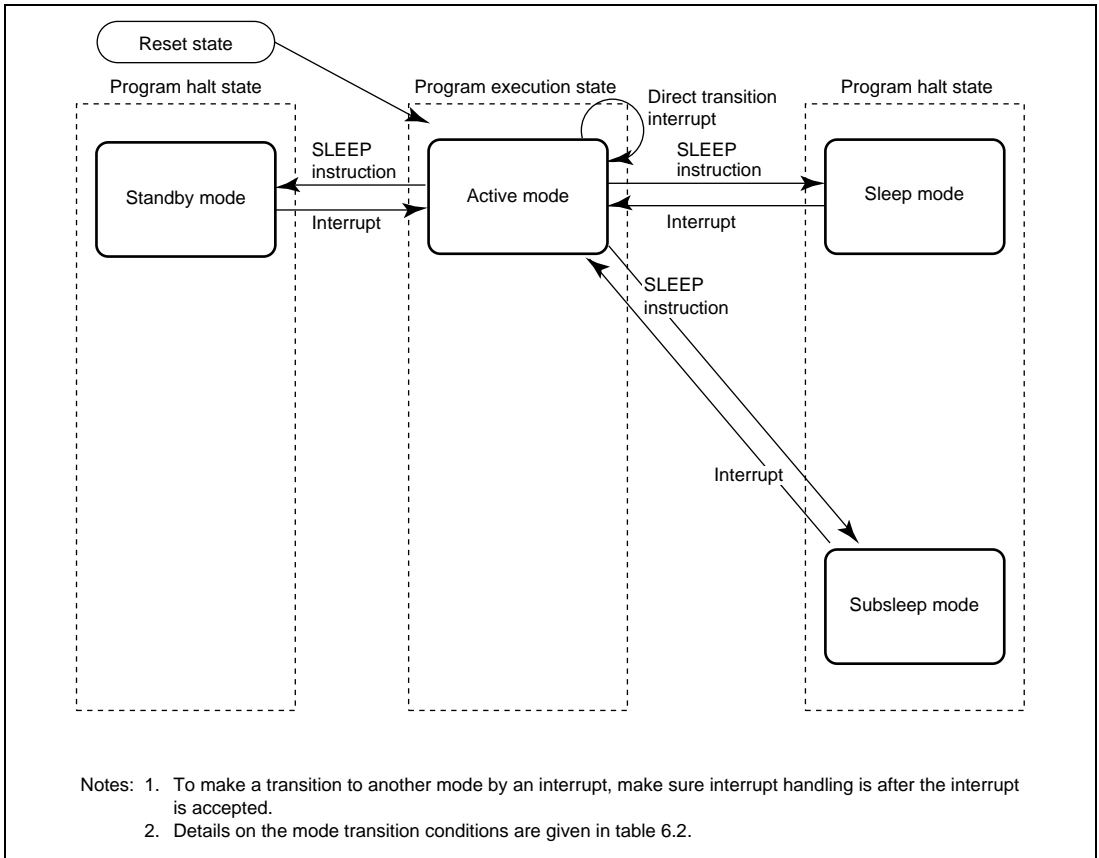 Reset state
Program halt state
Program execution state
Program halt state
Direct transition
interrupt
Standby mode
SLEEP
instruction
Interrupt
Active mode
SLEEP
instruction
Interrupt
Sleep mode
SLEEP
instruction
Interrupt
Subsleep mode
Notes: 1. To make a transition to another mode by an interrupt, make sure interrupt handling is after the interrupt
is accepted.
2. Details on the mode transition conditions are given in table 6.2.